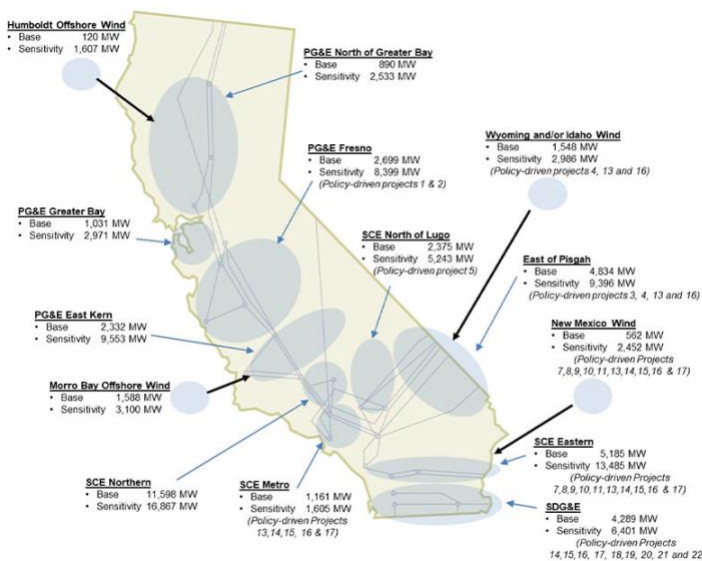 Humboldt Offshore Wind
• Base 120 MW
• Sensitivity 1,607 MW
PG&E North of Greater Bay
• Base 890 MW
• Sensitivity 2,533 MW
PG&E Fresno
• Base 2,699 MW
• Sensitivity 8,399 MW
(Policy-driven projects 1 & 2)
Wyoming and/or Idaho Wind
• Base 1,548 MW
• Sensitivity 2,986 MW
(Policy-driven projects 4, 13 and 16)
PG&E Greater Bay
• Base 1,031 MW
• Sensitivity 2,971 MW
SCE North of Lugo
• Base 2,375 MW
• Sensitivity 5,243 MW
(Policy-driven project 5)
East of Pisgah
• Base 4,834 MW
• Sensitivity 9,396 MW
(Policy-driven projects 3, 4, 13 and 16)
PG&E East Kern
• Base 2,332 MW
• Sensitivity 9,553 MW
New Mexico Wind
• Base 562 MW
• Sensitivity 2,452 MW
(Policy-driven Projects
7,8,9,10,11,13,14,15,16 & 17)
Morro Bay Offshore Wind
• Base 1,588 MW
• Sensitivity 3,100 MW
SCE Northern
• Base 11,598 MW
• Sensitivity 16,867 MW
SCE Metro
• Base 1,161 MW
• Sensitivity 1,605 MW
(Policy-driven Projects
13,14,15, 16 & 17)
SCE Eastern
• Base 5,185 MW
• Sensitivity 13,485 MW
(Policy-driven Projects
7,8,9,10,11,13,14,15,16 & 17)
SDG&E
• Base 4,289 MW
• Sensitivity 6,401 MW
(Policy-driven Projects
14,15,16, 17, 18,19, 20, 21 and 22